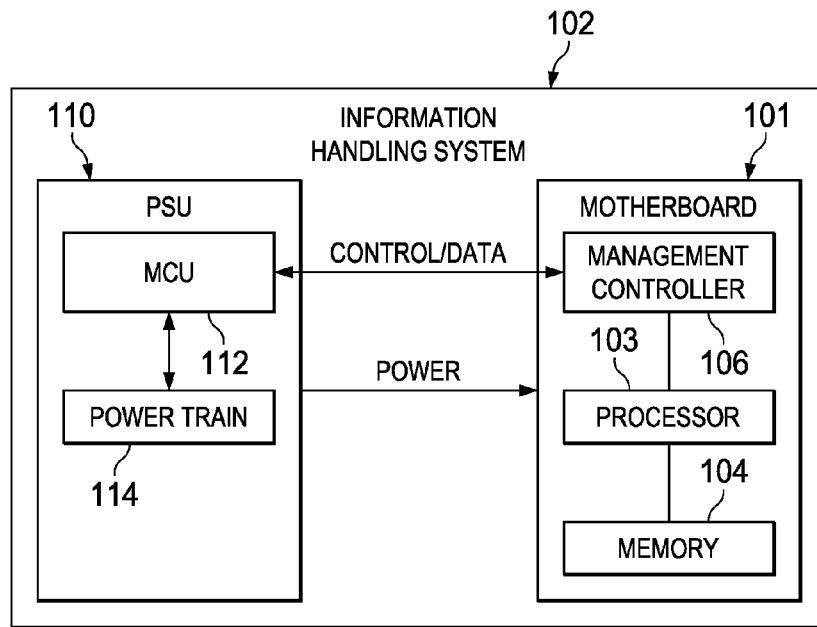 102
INFORMATION
HANDLING SYSTEM
110
PSU
MCU
112
POWER TRAIN
114
CONTROL/DATA
POWER
101
MOTHERBOARD
MANAGEMENT
CONTROLLER
103
106
PROCESSOR
104
MEMORY